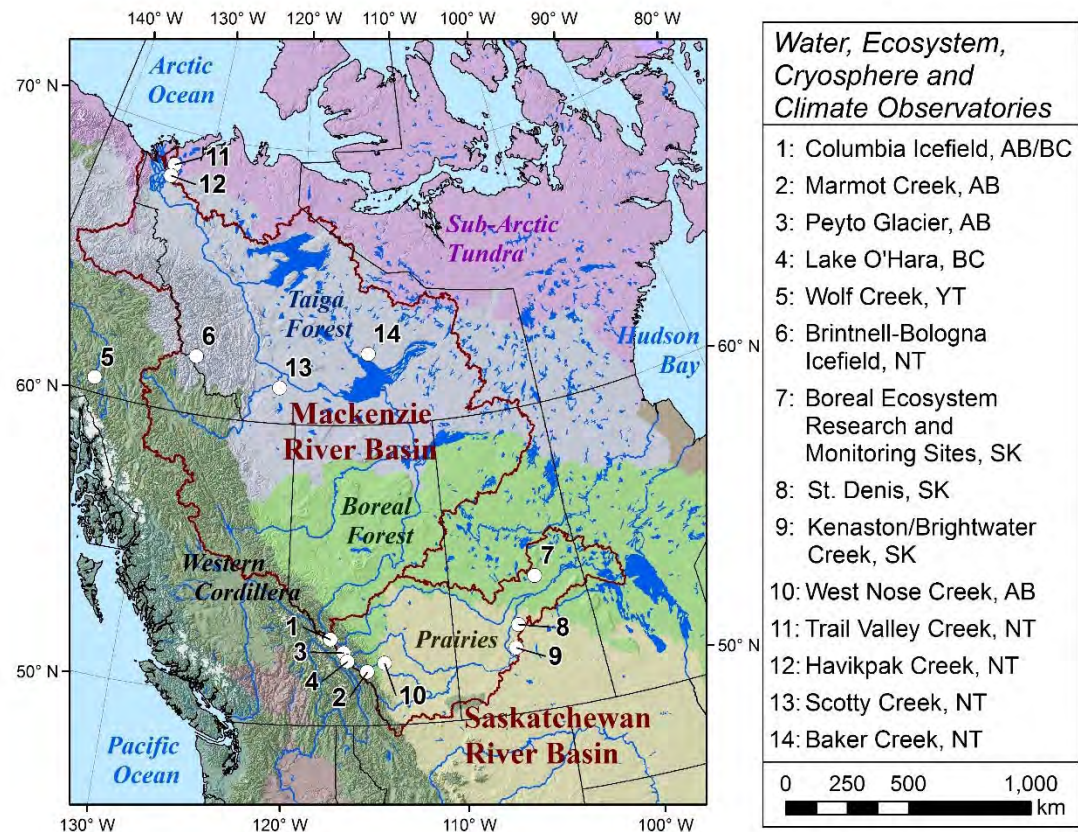 140° W
130° W
120° W
110° W
100° W
90° W
80° W
70° N
60° N
50° N
60° N
50° N
130° W
120° W
110° W
100° W
Arctic
Ocean
11
12
Sub-Arctic
Tundra
Taiga
Forest
14
Hudson
Bay
6
5
13
Mackenzie
River Basin
Boreal
Forest
7
Western
Cordillera
1
3
4
2
Prairies
8
9
10
Saskatchewan
River Basin
Pacific
Ocean
Water, Ecosystem,
Cryosphere and
Climate Observatories
1: Columbia Icefield, AB/BC
2: Marmot Creek, AB
3: Peyto Glacier, AB
4: Lake O'Hara, BC
5: Wolf Creek, YT
6: Brintnell-Bologna
Icefield, NT
7: Boreal Ecosystem
Research and
Monitoring Sites, SK
8: St. Denis, SK
9: Kenaston/Brightwater
Creek, SK
10: West Nose Creek, AB
11: Trail Valley Creek, NT
12: Havikpak Creek, NT
13: Scotty Creek, NT
14: Baker Creek, NT
0 250 500 1,000
km